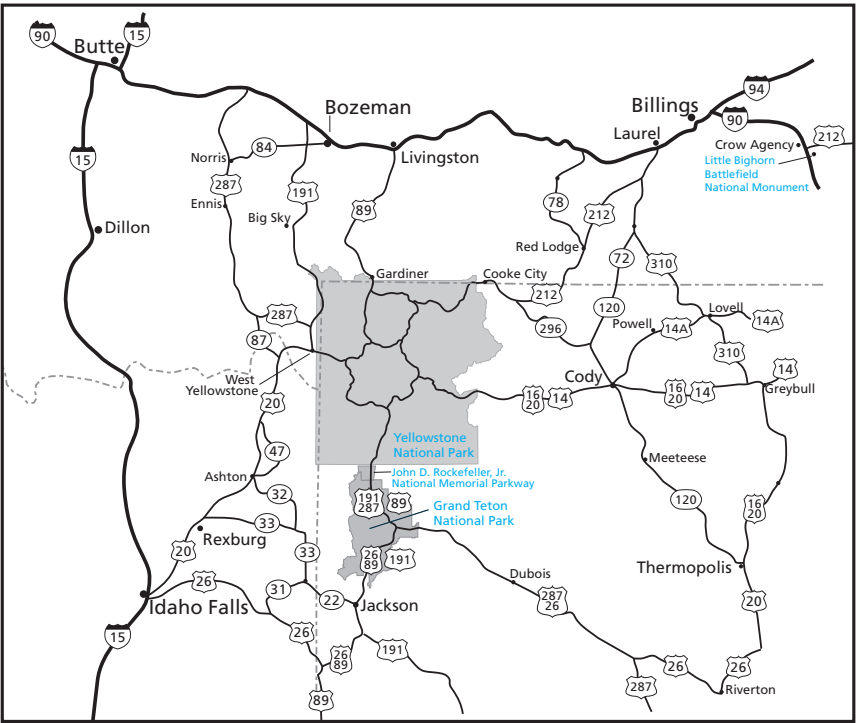 90
15
Butte
94
Bozeman
Billings
90
Laurel
212
84
Crow Agency
Norris
Livingston
Little Bighorn
Battlefield
National Monument
15
287
191
78
Ennis
89
212
Big Sky
Dillon
Red Lodge
72
310
Gardiner
Cooke City
212
120
287
Lovell
296
Powell
14A
14A
87
310
West
Yellowstone
Cody
14
16
20
14
16
20
14
Greybull
20
Yellowstone
National Park
47
Meeteese
Ashton
John D. Rockefeller, Jr.
National Memorial Parkway
32
191
287
89
120
16
20
Grand Teton
National Park
33
Rexburg
20
33
26
89
191
Thermopolis
26
Dubois
31
22
287
26
20
Idaho Falls
Jackson
15
26
26
89
191
26
26
287
Riverton
89